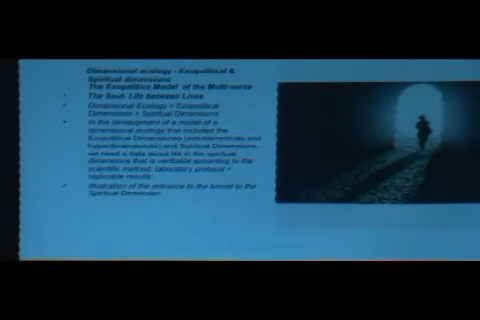 Dimensional ecology - Exopolitical &
Spiritual dimensions
The Exopolitics Model of the Multi-verse
• The Soul: Life between Lives
• Dimensional Ecology = Exopolitical
Dimensions + Spiritual Dimensions
• In the development of a model of a
dimensional ecology that includes the
Exopolitical Dimensions (extraterrestrials and
hyperdimensionals) and Spiritual Dimensions,
we need a data about life in the spiritual
dimensions that is verifiable according to the
scientific method: laboratory protocol +
replicable results.
• Illustration of the entrance to the tunnel to the
Spiritual Dimension